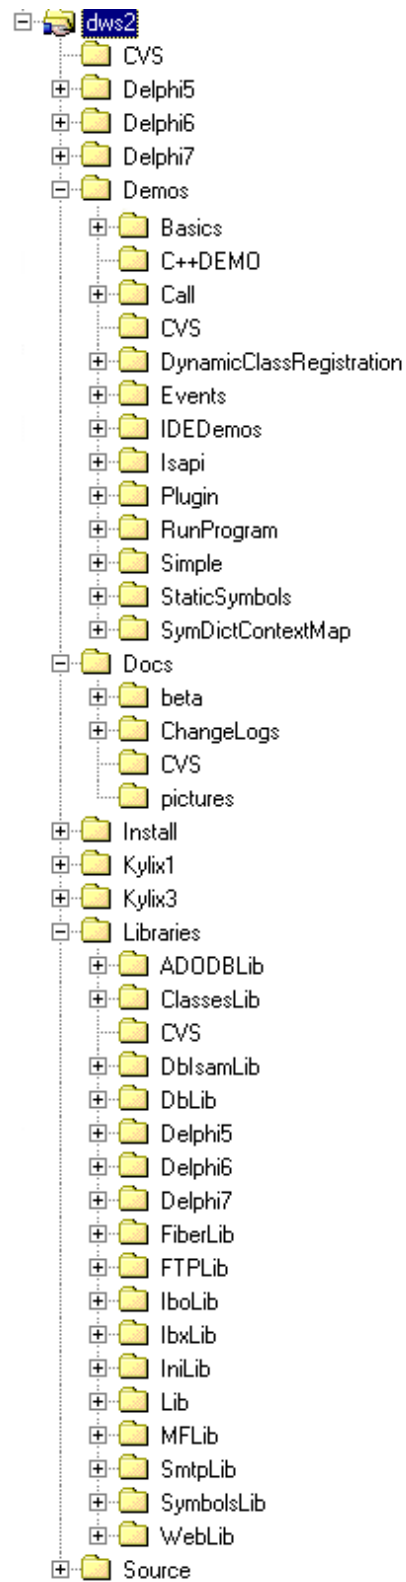 dws2
CVS
Delphi5
Delphi6
Delphi7
Demos
Basics
C++DEMO
Call
CVS
DynamicClassRegistration
Events
IDEDemos
Isapi
Plugin
RunProgram
Simple
StaticSymbols
SymDictContextMap
Docs
beta
ChangeLogs
CVS
pictures
Install
Kylix1
Kylix3
Libraries
ADODBLib
ClassesLib
CVS
DbIsamLib
DbLib
Delphi5
Delphi6
Delphi7
FiberLib
FTPLib
IboLib
IbxLib
IniLib
Lib
MFLib
SmtpLib
SymbolsLib
WebLib
Source